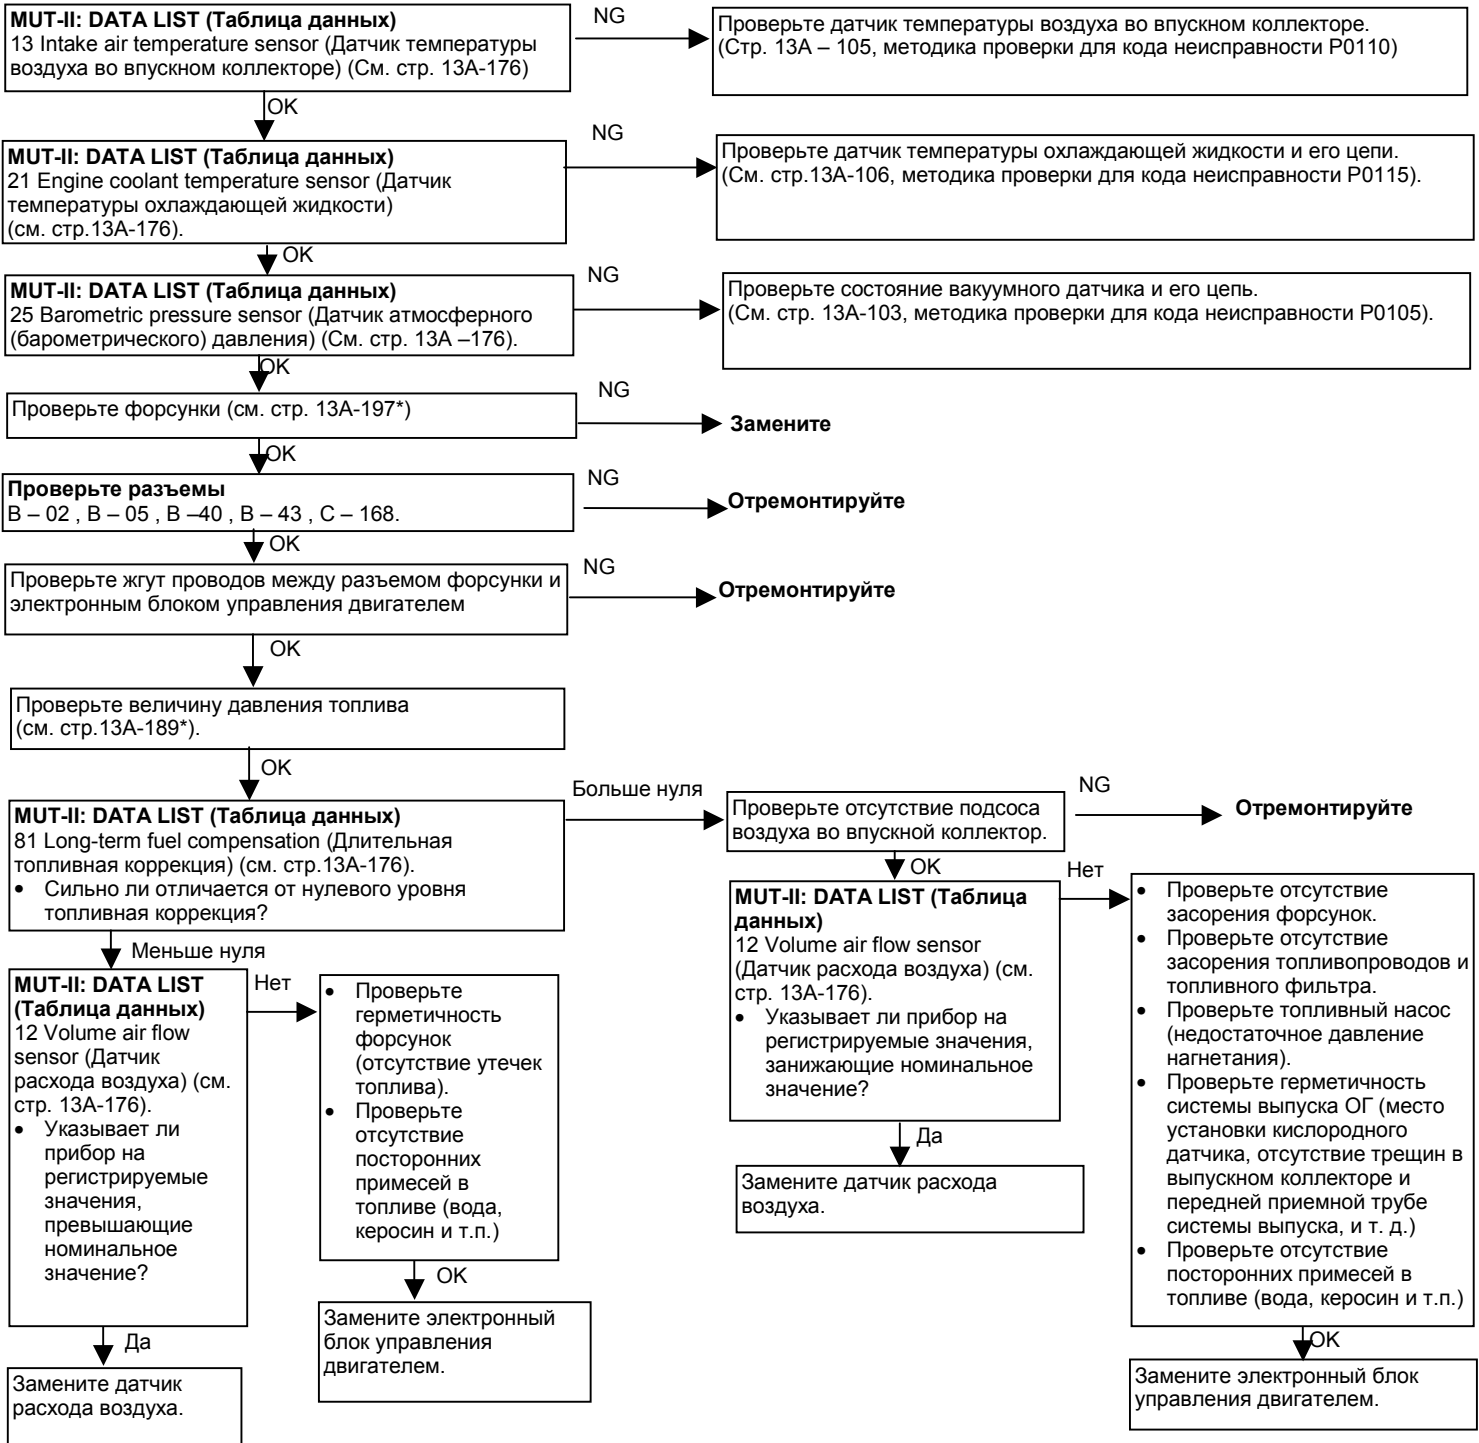 MUT-II: DATA LIST (Таблица данных)
13 Intake air temperature sensor (Датчик температуры
воздуха во впускном коллекторе) (См. стр. 13А-176)
NG
Проверьте датчик температуры воздуха во впускном коллекторе.
(Стр. 13А – 105, методика проверки для кода неисправности Р0110)
OK
MUT-II: DATA LIST (Таблица данных)
21 Engine coolant temperature sensor (Датчик
температуры охлаждающей жидкости)
(см. стр.13А-176).
NG
Проверьте датчик температуры охлаждающей жидкости и его цепи.
(См. стр.13А-106, методика проверки для кода неисправности Р0115).
OK
MUT-II: DATA LIST (Таблица данных)
25 Barometric pressure sensor (Датчик атмосферного
(барометрического) давления) (См. стр. 13А –176).
NG
Проверьте состояние вакуумного датчика и его цепь.
(См. стр. 13А-103, методика проверки для кода неисправности Р0105).
OK
Проверьте форсунки (см. стр. 13А-197*)
NG
Замените
OK
Проверьте разъемы
В – 02 , В – 05 , В –40 , В – 43 , С – 168.
NG
Отремонтируйте
OK
Проверьте жгут проводов между разъемом форсунки и
электронным блоком управления двигателем
NG
Отремонтируйте
OK
Проверьте величину давления топлива
(см. стр.13А-189*).
OK
MUT-II: DATA LIST (Таблица данных)
81 Long-term fuel compensation (Длительная
топливная коррекция) (см. стр.13А-176).
• Сильно ли отличается от нулевого уровня
топливная коррекция?
Больше нуля
Проверьте отсутствие подсоса
воздуха во впускной коллектор.
NG
Отремонтируйте
OK
MUT-II: DATA LIST (Таблица
данных)
12 Volume air flow sensor
(Датчик расхода воздуха) (см.
стр. 13А-176).
• Указывает ли прибор на
регистрируемые значения,
занижающие номинальное
значение?
Нет
• Проверьте отсутствие
засорения форсунок.
• Проверьте отсутствие
засорения топливопроводов и
топливного фильтра.
• Проверьте топливный насос
(недостаточное давление
нагнетания).
• Проверьте герметичность
системы выпуска ОГ (место
установки кислородного
датчика, отсутствие трещин в
выпускном коллекторе и
передней приемной трубе
системы выпуска, и т. д.)
• Проверьте отсутствие
посторонних примесей в
топливе (вода, керосин и т.п.)
Да
Замените датчик расхода
воздуха.
OK
Замените электронный блок
управления двигателем.
Меньше нуля
MUT-II: DATA LIST
(Таблица данных)
12 Volume air flow
sensor (Датчик
расхода воздуха) (см.
стр. 13А-176).
• Указывает ли
прибор на
регистрируемые
значения,
превышающие
номинальное
значение?
Нет
• Проверьте
герметичность
форсунок
(отсутствие утечек
топлива).
• Проверьте
отсутствие
посторонних
примесей в
топливе (вода,
керосин и т.п.)
OK
Замените электронный
блок управления
двигателем.
Да
Замените датчик
расхода воздуха.